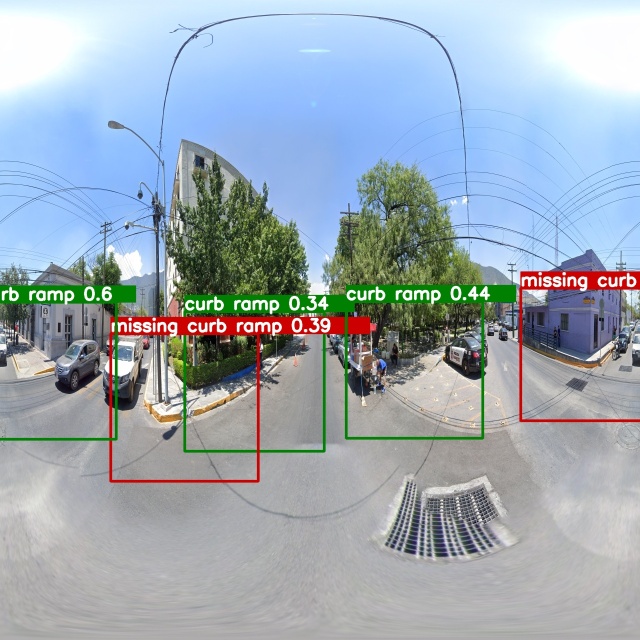 rb ramp 0.6
curb ramp 0.34
missing curb ramp 0.39
curb ramp 0.44
missing curb